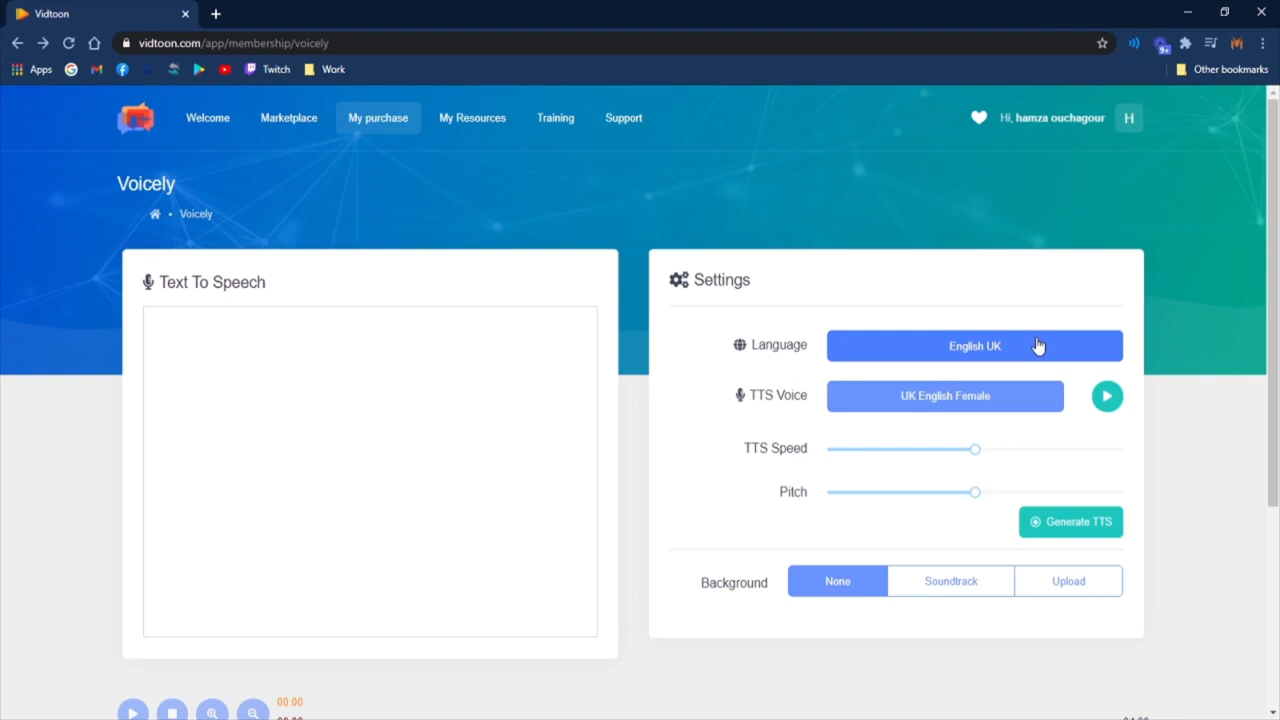 Vidtoon
vidtoon.com/app/membership/voicely
9+
Apps
Twitch
Work
Other bookmarks
Welcome
Marketplace
My purchase
My Resources
Training
Support
Hi, hamza ouchagour
H
Voicely
Voicely
Text To Speech
Settings
Language
English UK
TTS Voice
UK English Female
TTS Speed
Pitch
Generate TTS
Background
None
Soundtrack
Upload
00:00